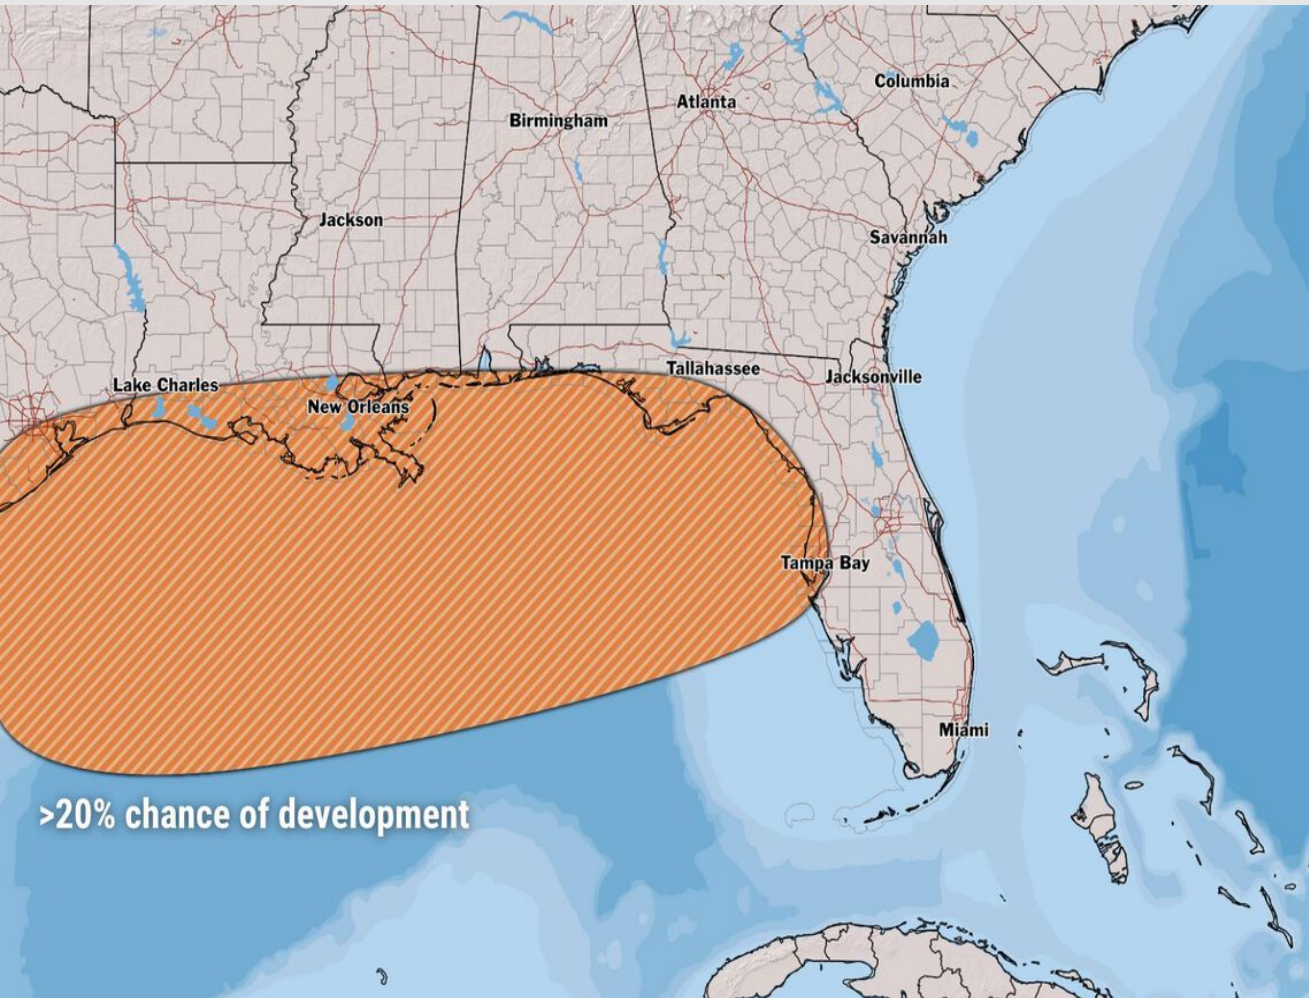 Columbia
Atlanta
Birmingham
Jackson
Savannah
Tallahassee
Jacksonville
Lake Charles
New Orleans
Tampa Bay
Miami
>20% chance of development